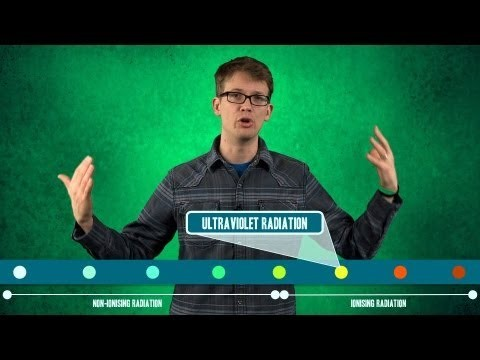 ULTRAVIOLET RADIATION
NON-IONISING RADIATION
IONISING RADIATION